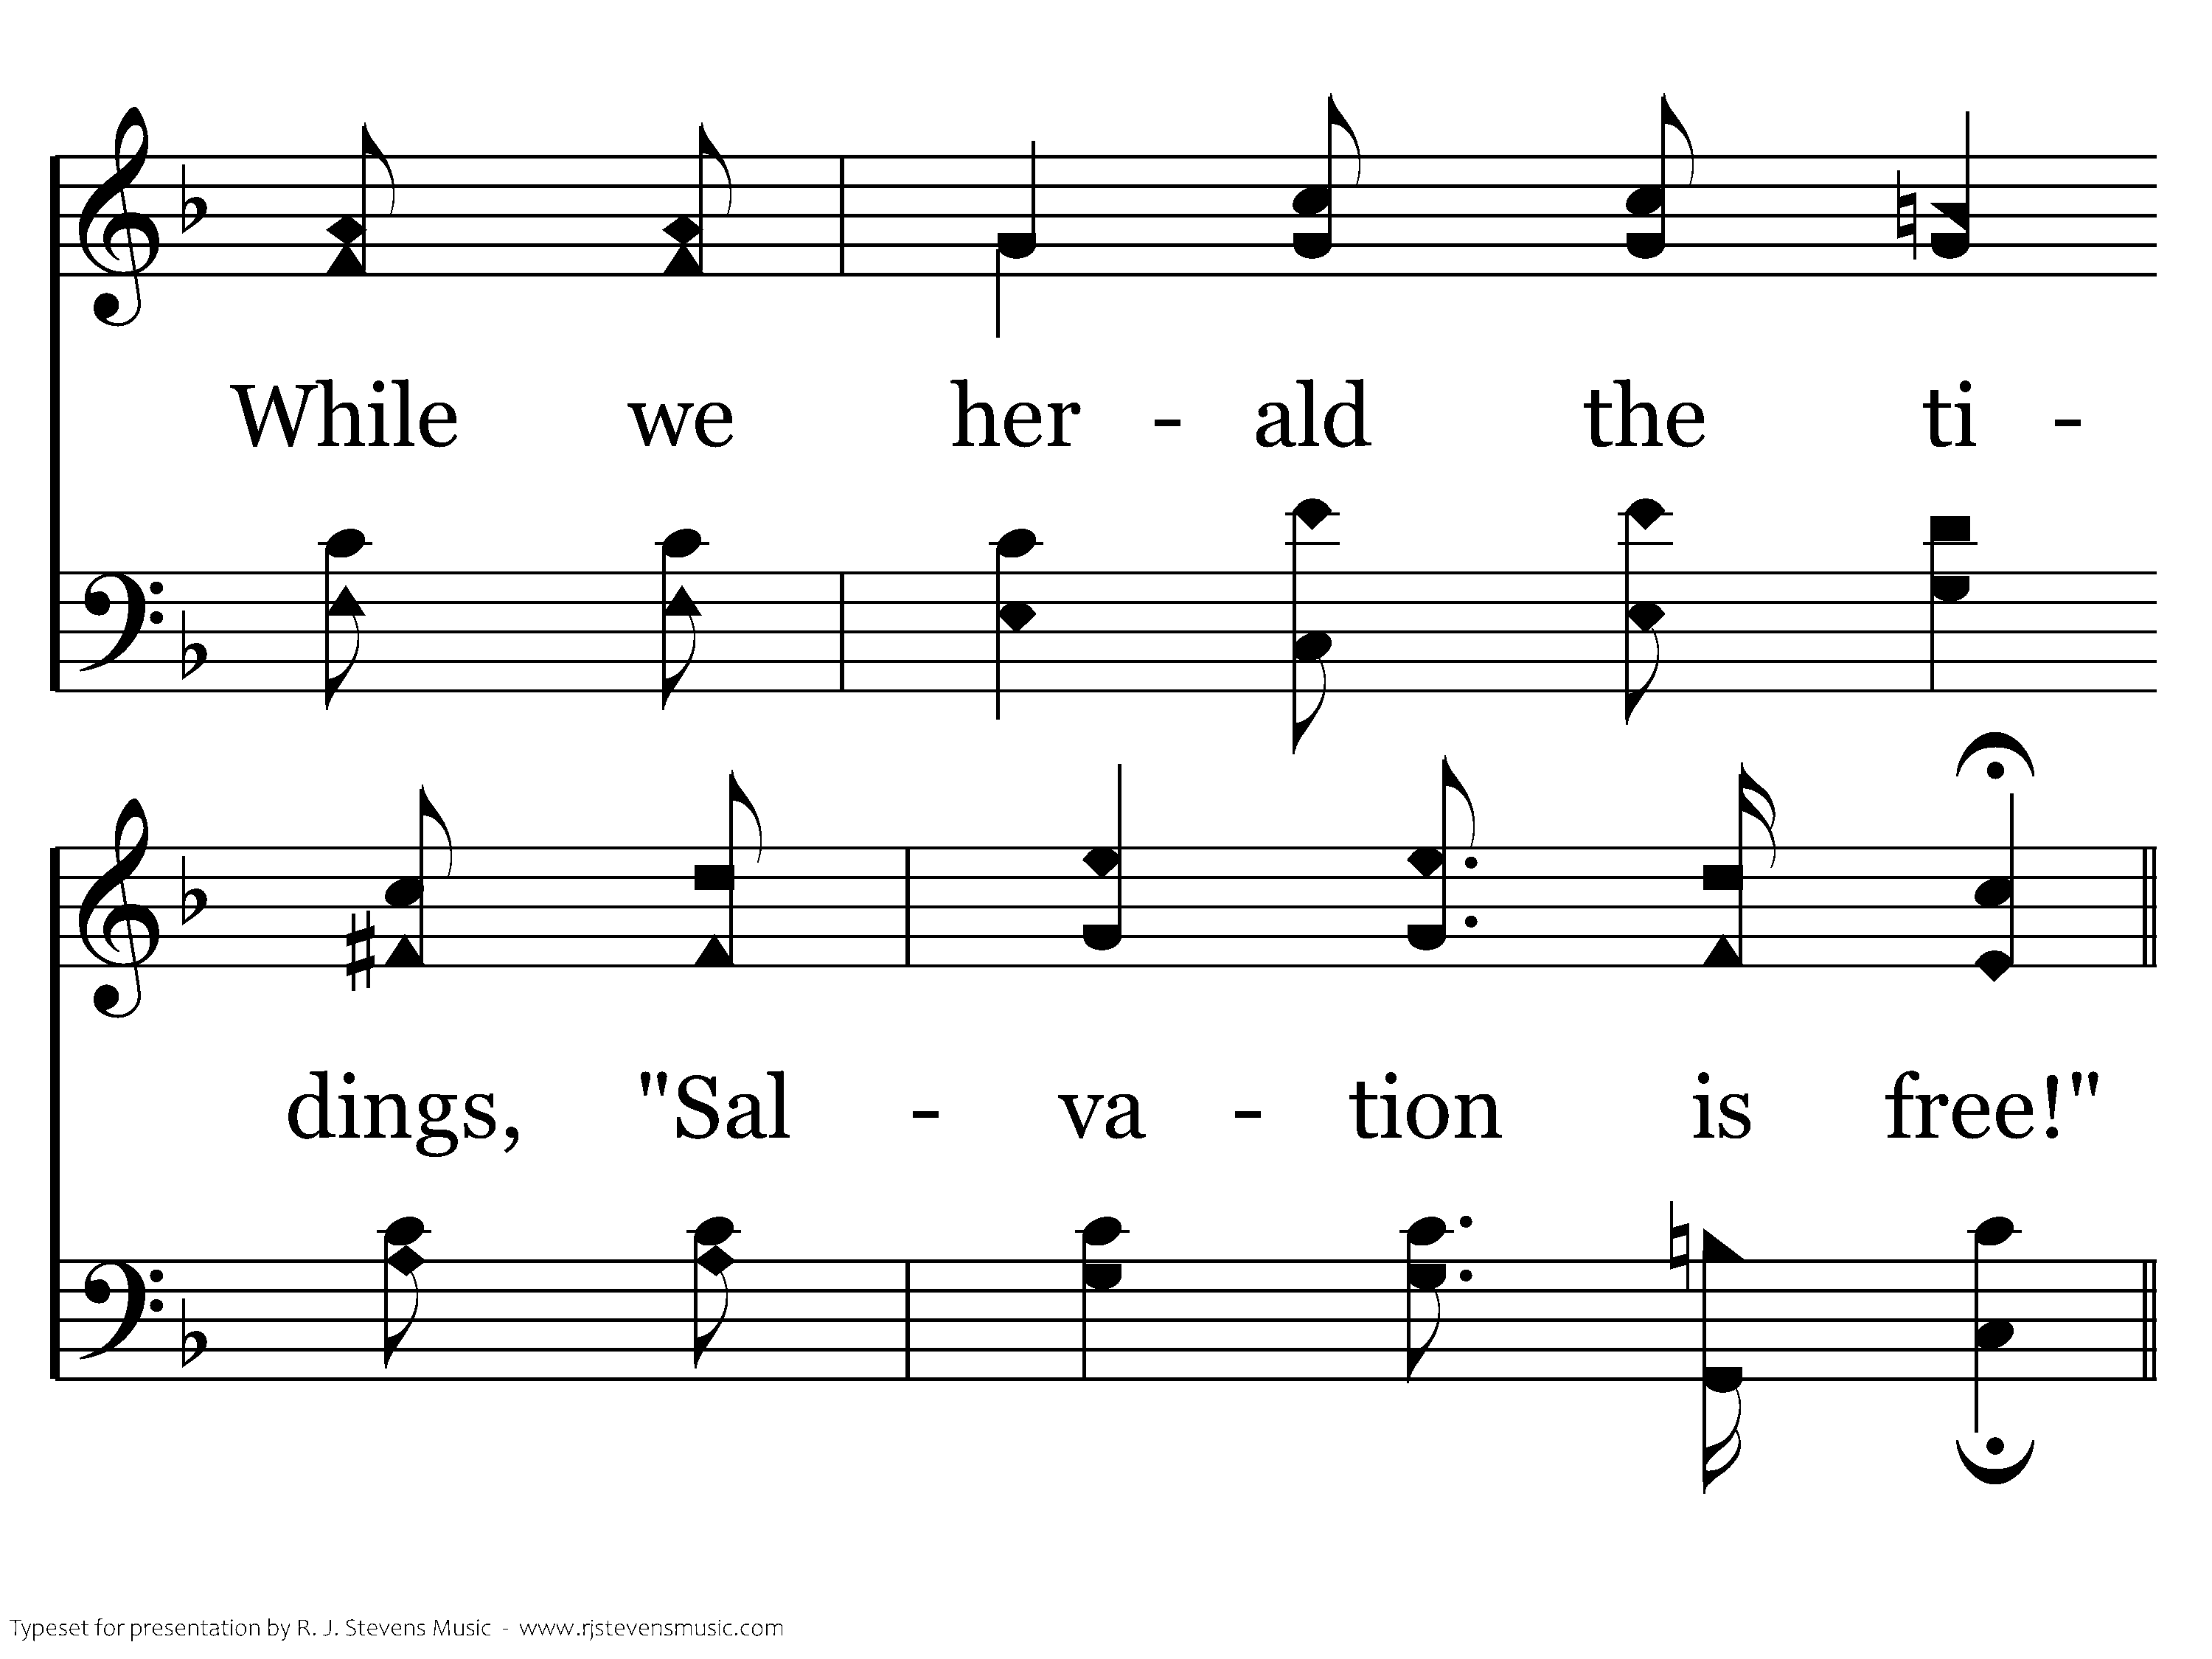 While we her - ald the ti -
dings, "Sal - va - tion is free!"
Typeset for presentation by R. J. Stevens Music - www.rjstevensmusic.com